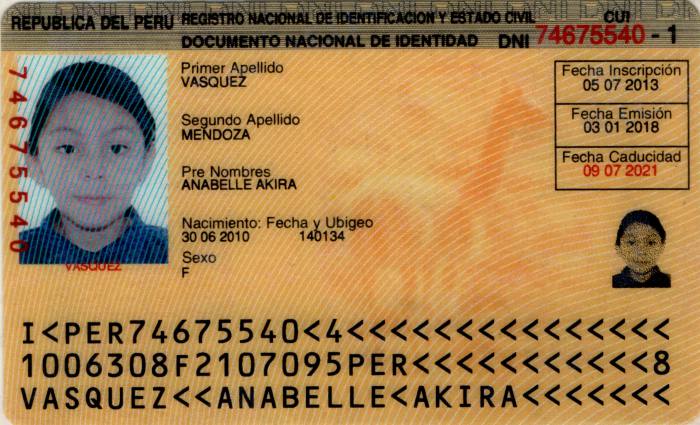 REPUBLICA DEL PERU REGISTRO NACIONAL DE IDENTIFICACION Y ESTADO CIVIL CUI
DOCUMENTO NACIONAL DE IDENTIDAD DNI 74675540 - 1
74675540
Primer Apellido
VASQUEZ
Segundo Apellido
MENDOZA
Pre Nombres
ANABELLE AKIRA
Nacimiento: Fecha y Ubigeo
30 06 2010 140134
Sexo
F
Fecha Inscripción
05 07 2013
Fecha Emisión
03 01 2018
Fecha Caducidad
09 07 2021
VASQUEZ
I<PER74675540<4<<<<<<<<<<<<<<<
1006308F2107095PER<<<<<<<<<<<8
VASQUEZ<<ANABELLE<AKIRA<<<<<<<